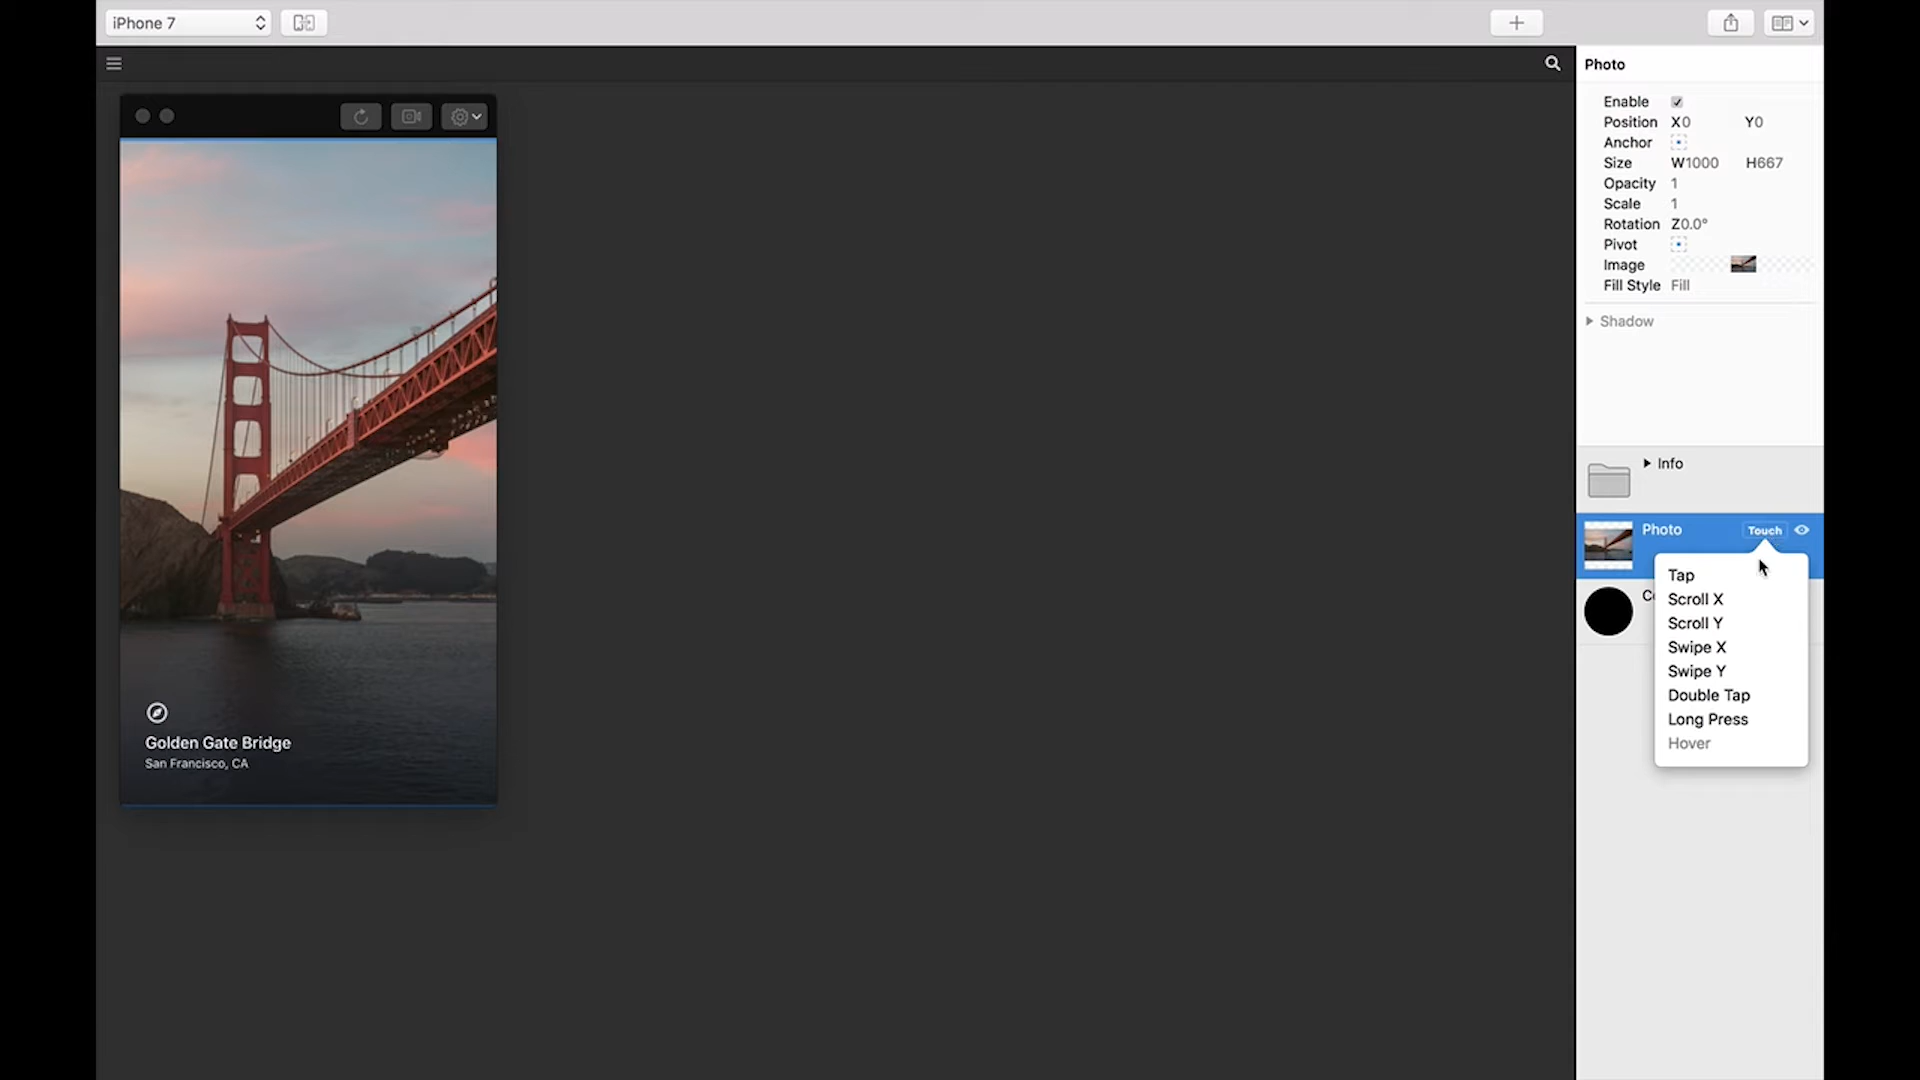 iPhone 7
Photo
Enable
Position X0 Y0
Anchor
Size W1000 H667
Opacity 1
Scale 1
Rotation Z0.0°
Pivot
Image
Fill Style Fill
Shadow
Info
Photo Touch
Tap
Scroll X
Scroll Y
Swipe X
Swipe Y
Double Tap
Long Press
Hover
Golden Gate Bridge
San Francisco, CA